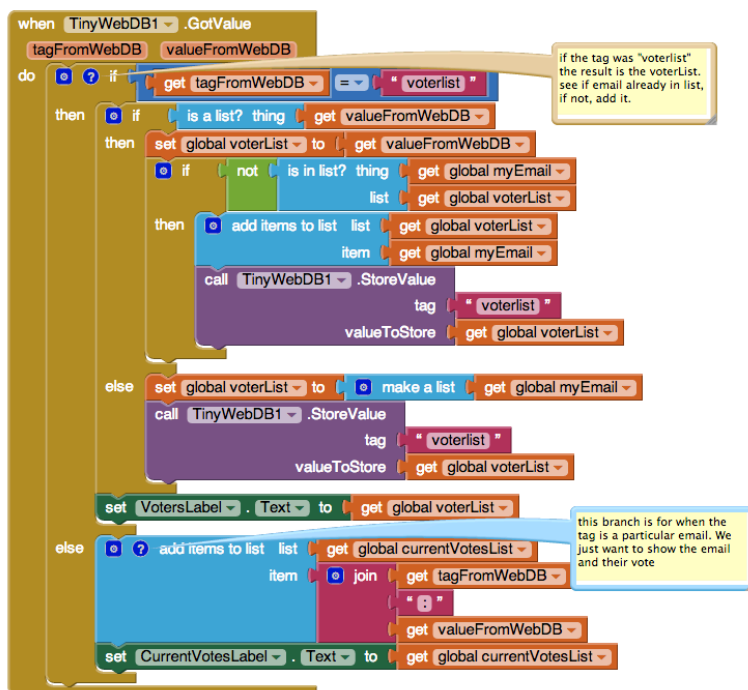 when TinyWebDB1 .GotValue
tagFromWebDB valueFromWebDB
do ? if get tagFromWebDB = " voterlist "
if the tag was "voterlist"
the result is the voterList.
see if email already in list,
if not, add it.
then if is a list? thing get valueFromWebDB
then set global voterList to get valueFromWebDB
if not is in list? thing get global myEmail
list get global voterList
then add items to list list get global voterList
item get global myEmail
call TinyWebDB1 .StoreValue
tag " voterlist "
valueToStore get global voterList
else set global voterList to make a list get global myEmail
call TinyWebDB1 .StoreValue
tag " voterlist "
valueToStore get global voterList
set VotersLabel . Text to get global voterList
this branch is for when the
tag is a particular email. We
just want to show the email
and their vote
else ? add items to list list get global currentVotesList
item join get tagFromWebDB
" : "
get valueFromWebDB
set CurrentVotesLabel . Text to get global currentVotesList